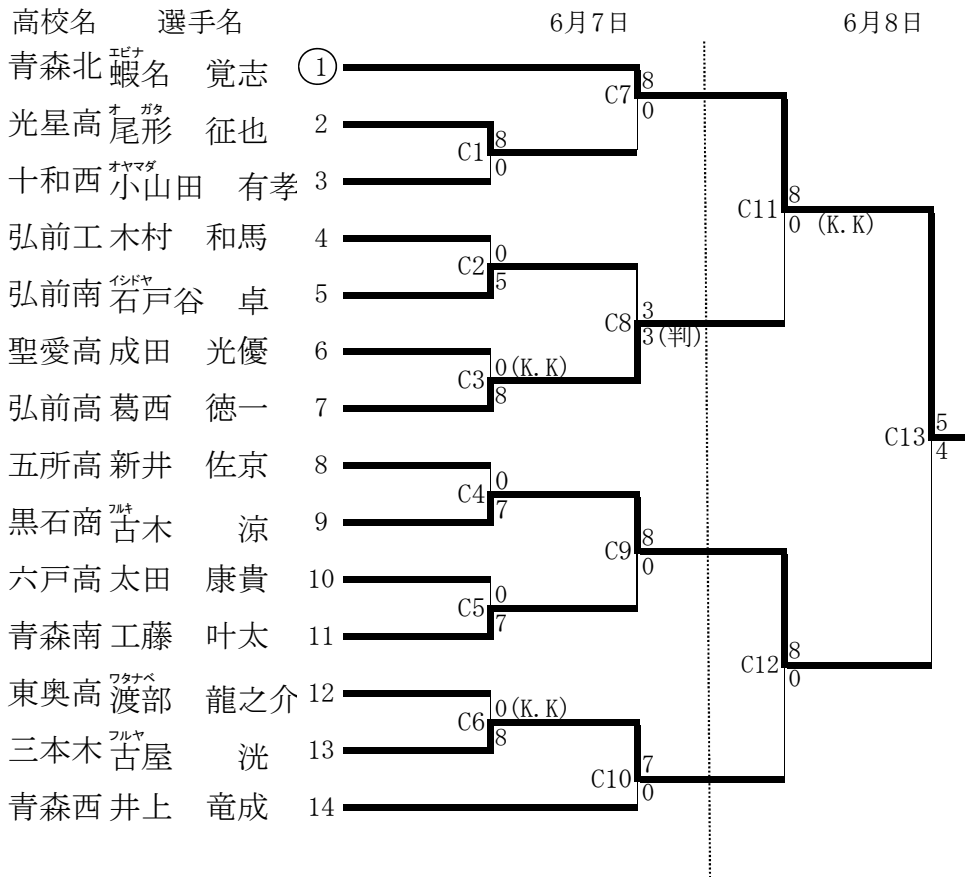 高校名 選手名 6月7日 6月8日
青森北 蝦名 覚志 ①
エビナ
8
C7
0
光星高 尾形 征也 2
オ ガタ
8
C1
0
十和西 小山田 有孝 3
オヤマダ
8
C11
0 (K.K)
弘前工 木村 和馬 4
0
C2
5
弘前南 石戸谷 卓 5
イシドヤ
3
C8
3(判)
聖愛高 成田 光優 6
0(K.K)
C3
8
弘前高 葛西 徳一 7
5
C13
4
五所高 新井 佐京 8
0
C4
7
黒石商 古木 涼 9
フルキ
8
C9
0
六戸高 太田 康貴 10
0
C5
7
青森南 工藤 叶太 11
8
C12
0
東奥高 渡部 龍之介 12
ワタナベ
0(K.K)
C6
8
三本木 古屋 洸 13
フルヤ
7
C10
0
青森西 井上 竜成 14